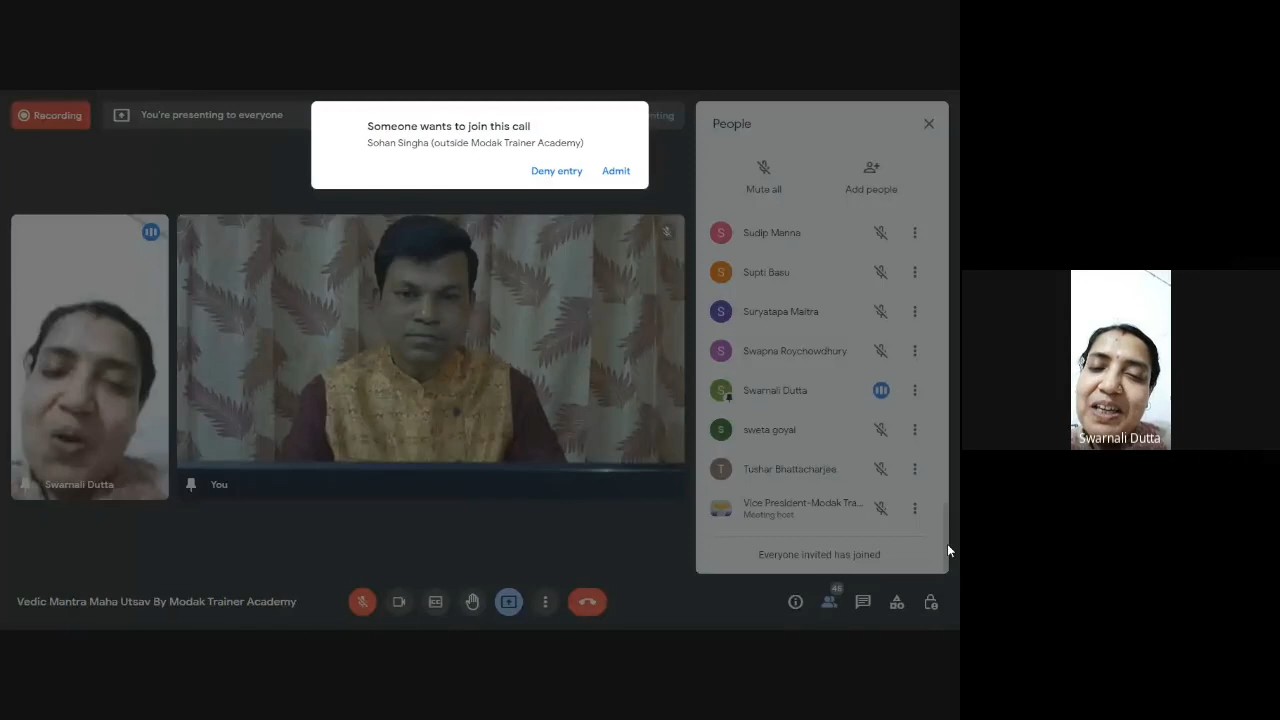 Recording
You're presenting to everyone
Someone wants to join this call
Sohan Singha (outside Modak Trainer Academy)
Deny entry
Admit
People
Mute all
Add people
S
Sudip Manna
S
Supti Basu
S
Suryatapa Maitra
S
Swapna Roychowdhury
S
Swarnali Dutta
s
sweta goyal
T
Tushar Bhattacharjee
Vice President-Modak Tra...
Meeting host
Everyone invited has joined
Swarnali Dutta
You
Swarnali Dutta
Vedic Mantra Maha Utsav By Modak Trainer Academy